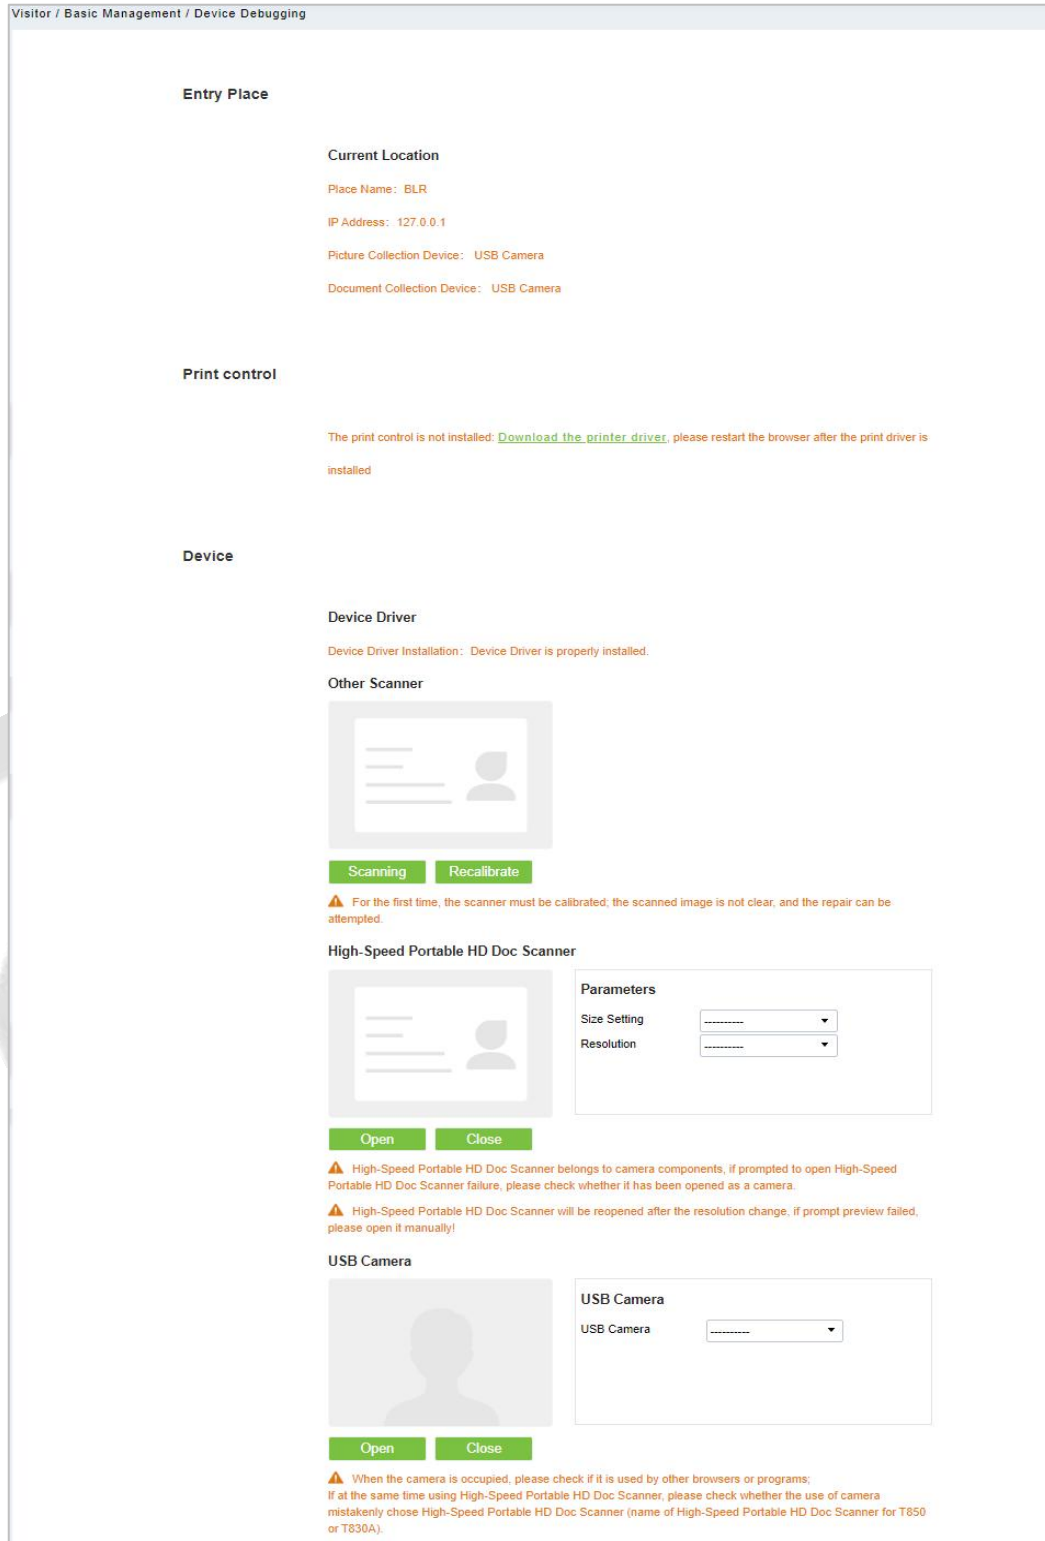 Visitor / Basic Management / Device Debugging
Entry Place
Current Location
Place Name: BLR
IP Address: 127.0.0.1
Picture Collection Device: USB Camera
Document Collection Device: USB Camera
Print control
The print control is not installed: Download the printer driver, please restart the browser after the print driver is
installed
Device
Device Driver
Device Driver Installation: Device Driver is properly installed.
Other Scanner
Scanning Recalibrate
For the first time, the scanner must be calibrated; the scanned image is not clear, and the repair can be
attempted.
High-Speed Portable HD Doc Scanner
Parameters
Size Setting ----------
Resolution ----------
Open Close
High-Speed Portable HD Doc Scanner belongs to camera components, if prompted to open High-Speed
Portable HD Doc Scanner failure, please check whether it has been opened as a camera.
High-Speed Portable HD Doc Scanner will be reopened after the resolution change, if prompt preview failed,
please open it manually!
USB Camera
USB Camera
USB Camera ----------
Open Close
When the camera is occupied, please check if it is used by other browsers or programs;
If at the same time using High-Speed Portable HD Doc Scanner, please check whether the use of camera
mistakenly chose High-Speed Portable HD Doc Scanner (name of High-Speed Portable HD Doc Scanner for T850
or T830A).